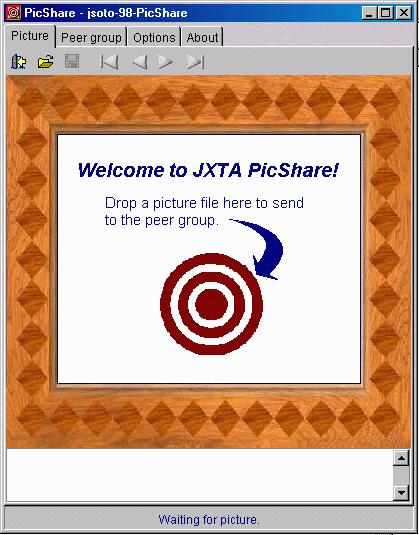 PicShare - jsoto-98-PicShare
Picture Peer group Options About
Welcome to JXTA PicShare!
Drop a picture file here to send
to the peer group.
Waiting for picture.